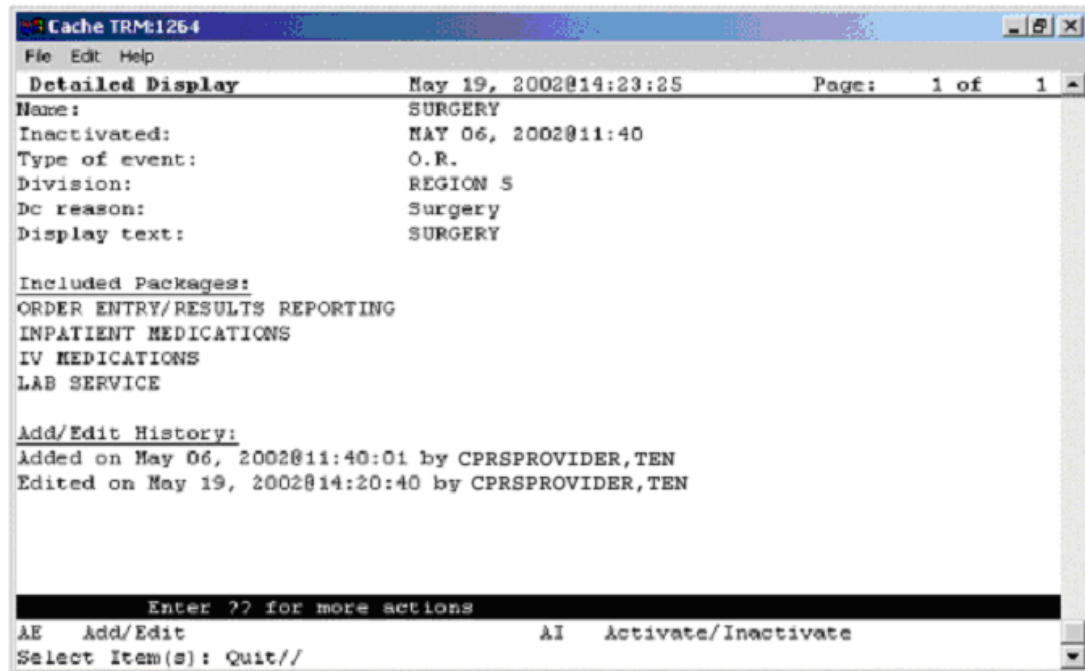 Cache TRM:1264
File Edit Help
Detailed Display May 19, 2002@14:23:25 Page: 1 of 1
Name: SURGERY
Inactivated: MAY 06, 2002@11:40
Type of event: O.R.
Division: REGION 5
Dc reason: Surgery
Display text: SURGERY
Included Packages:
ORDER ENTRY/RESULTS REPORTING
INPATIENT MEDICATIONS
IV MEDICATIONS
LAB SERVICE
Add/Edit History:
Added on May 06, 2002@11:40:01 by CPRSPROVIDER,TEN
Edited on May 19, 2002@14:20:40 by CPRSPROVIDER,TEN
Enter ?? for more actions
AE Add/Edit AI Activate/Inactivate
Select Item(s): Quit//